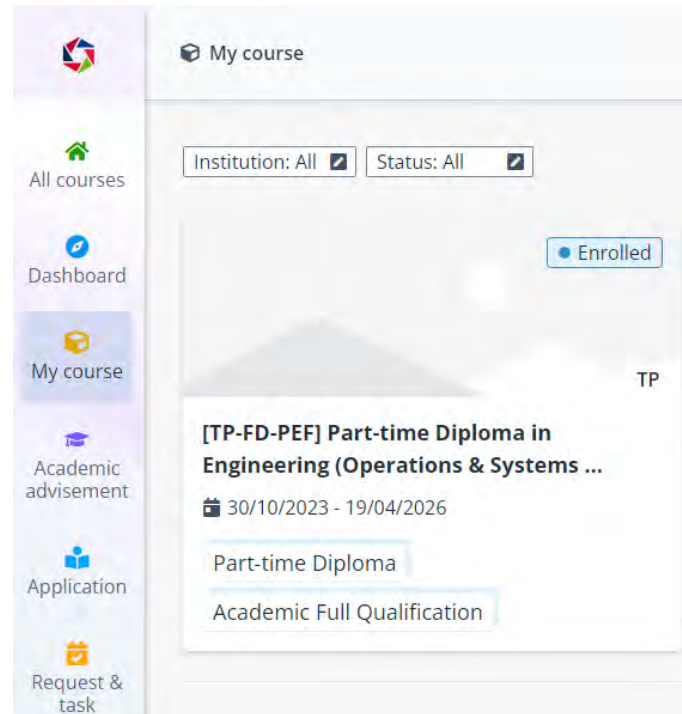 My course
All courses
Dashboard
My course
Academic
advisement
Application
Request &
task
Institution: All
Status: All
Enrolled
TP
[TP-FD-PEF] Part-time Diploma in
Engineering (Operations & Systems ...
30/10/2023 - 19/04/2026
Part-time Diploma
Academic Full Qualification